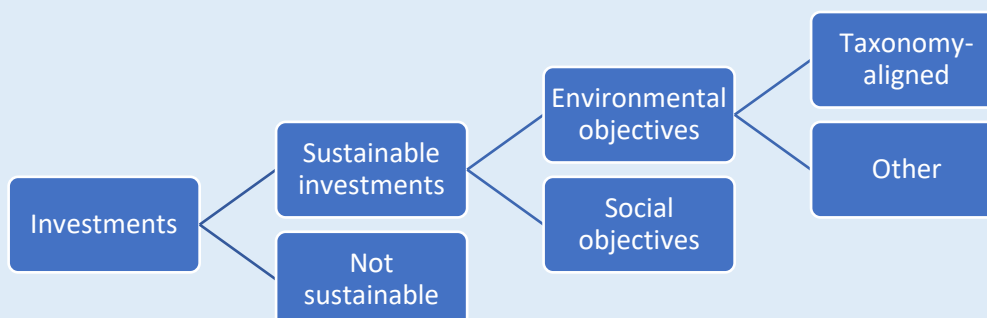 Investments
Sustainable
investments
Not
sustainable
Environmental
objectives
Social
objectives
Taxonomy-
aligned
Other